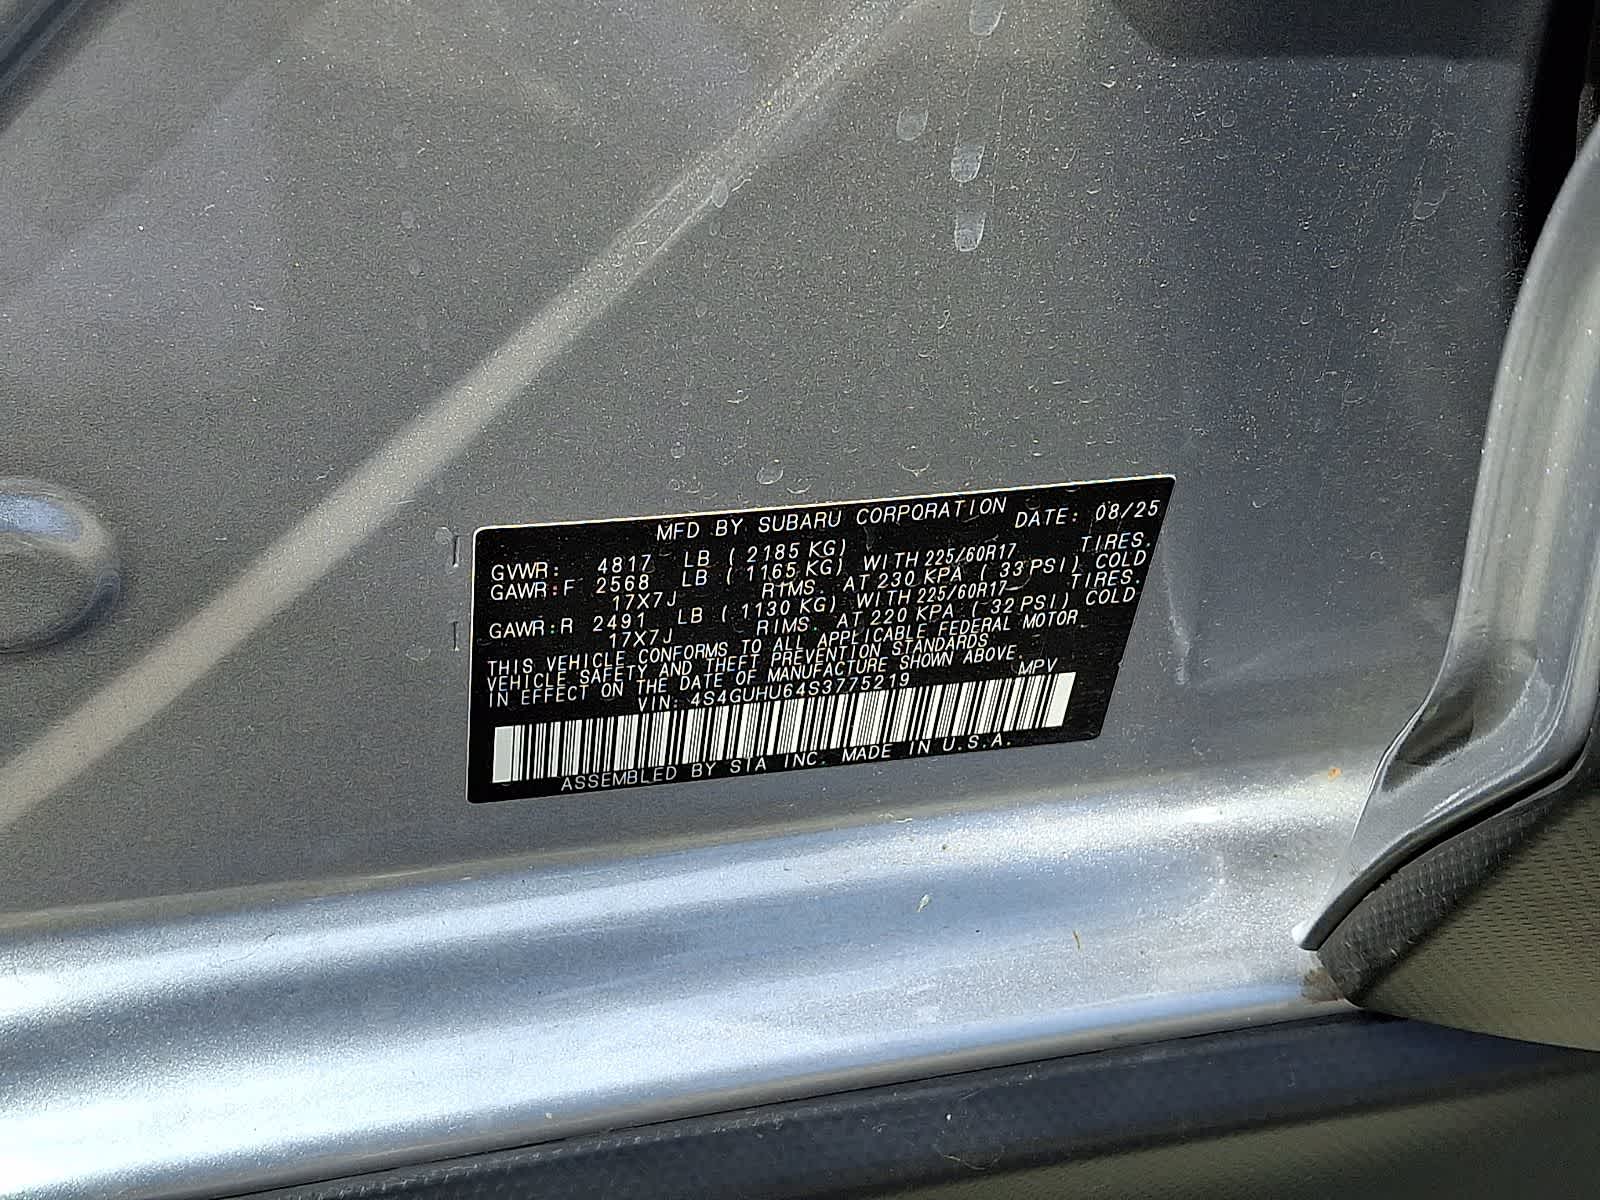 MFD BY SUBARU CORPORATION DATE: 08/25
GVWR: 4817 LB ( 2185 KG)
GAWR:F 2568 LB ( 1165 KG) WITH 225/60R17 TIRES.
17X7J RIMS. AT 230 KPA ( 33 PSI) COLD
GAWR:R 2491 LB ( 1130 KG) WITH 225/60R17 TIRES.
17X7J RIMS. AT 220 KPA ( 32 PSI) COLD
THIS VEHICLE CONFORMS TO ALL APPLICABLE FEDERAL MOTOR
VEHICLE SAFETY AND THEFT PREVENTION STANDARDS
IN EFFECT ON THE DATE OF MANUFACTURE SHOWN ABOVE.
VIN: 4S4GUHU64S3775219 MPV
ASSEMBLED BY SIA INC. MADE IN U.S.A.